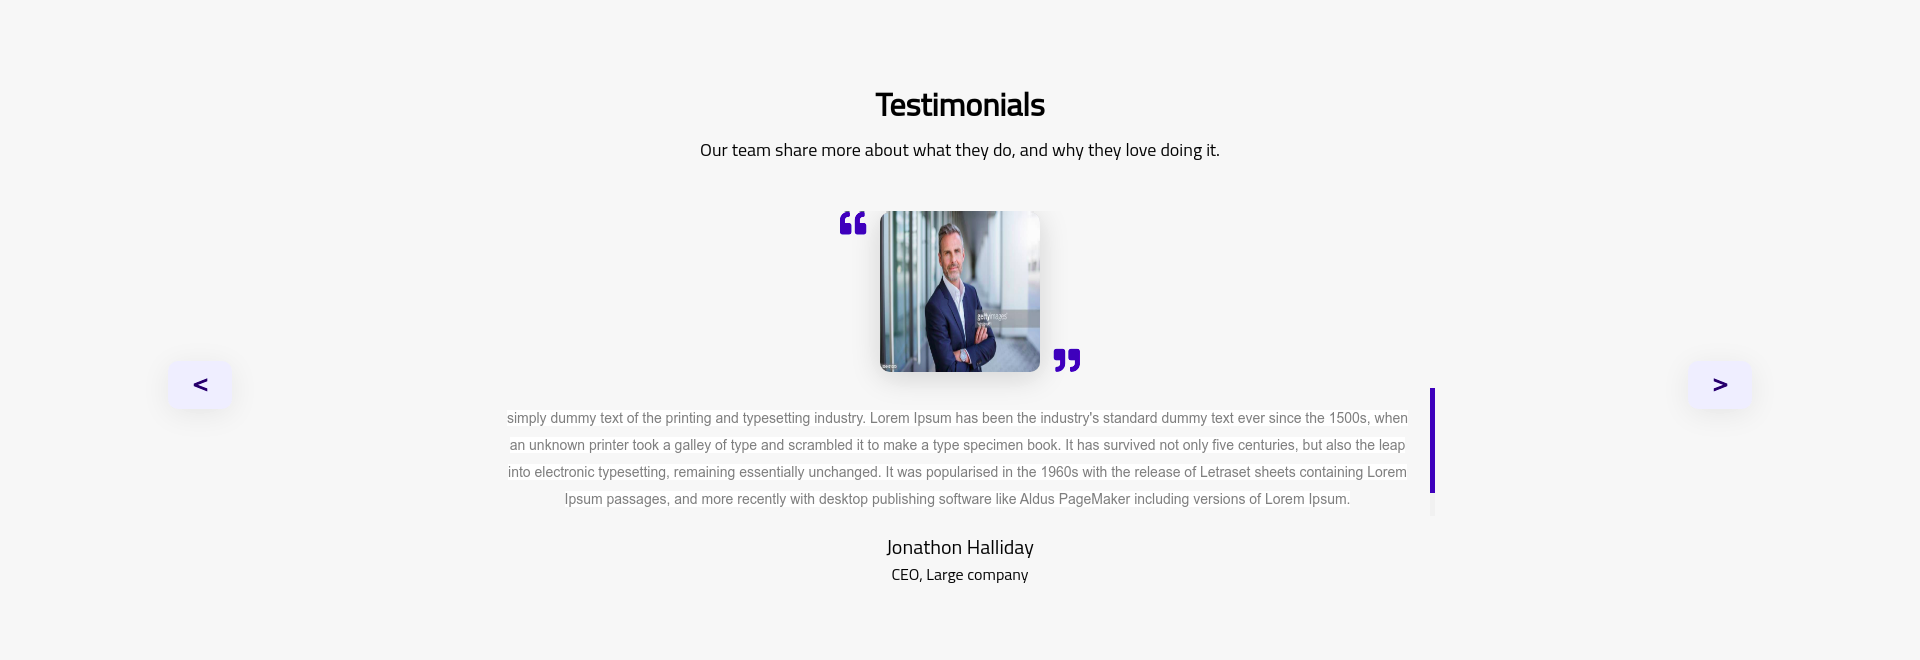 Testimonials
Our team share more about what they do, and why they love doing it.
“
gettyimages
”
<
>
simply dummy text of the printing and typesetting industry. Lorem Ipsum has been the industry's standard dummy text ever since the 1500s, when
an unknown printer took a galley of type and scrambled it to make a type specimen book. It has survived not only five centuries, but also the leap
into electronic typesetting, remaining essentially unchanged. It was popularised in the 1960s with the release of Letraset sheets containing Lorem
Ipsum passages, and more recently with desktop publishing software like Aldus PageMaker including versions of Lorem Ipsum.
Jonathon Halliday
CEO, Large company